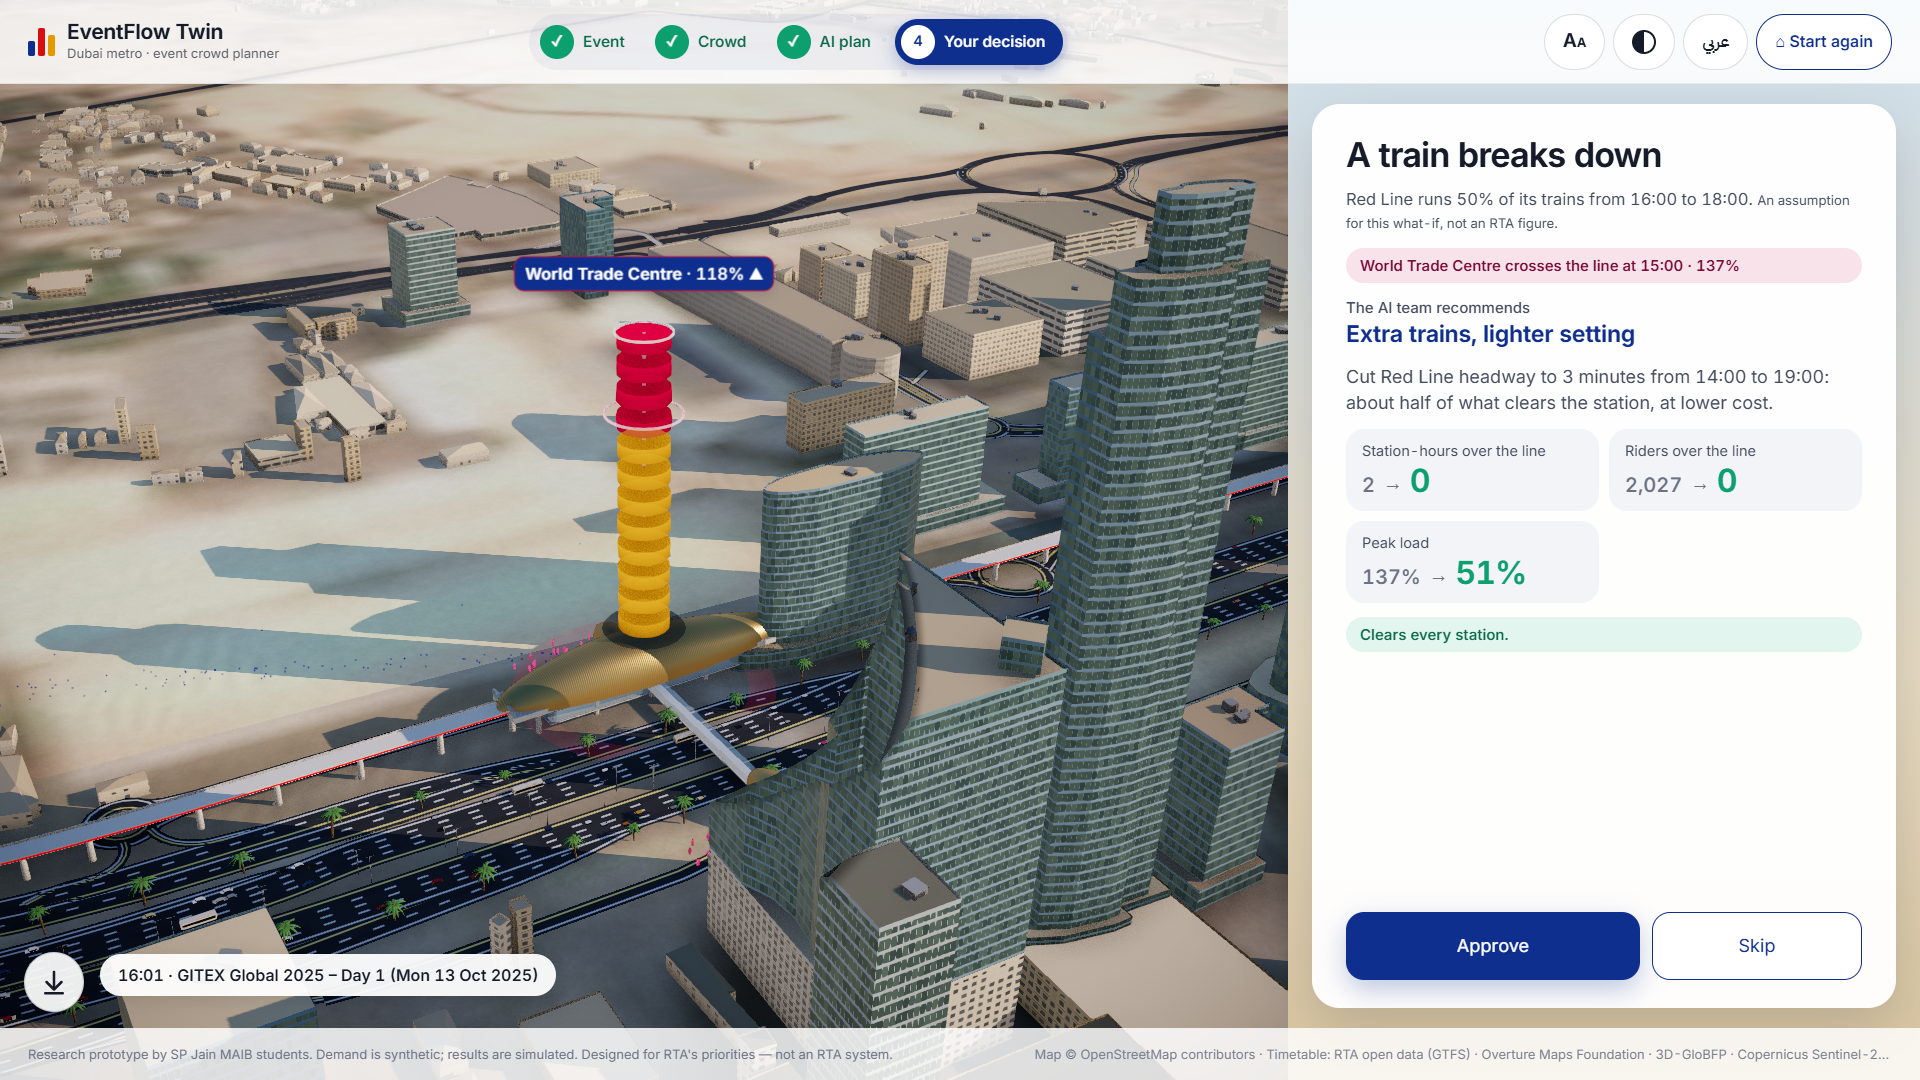 EventFlow Twin
Dubai metro · event crowd planner
✓ Event
✓ Crowd
✓ AI plan
4 Your decision
AA
عربي
⌂ Start again
World Trade Centre · 118% ▲
A train breaks down
Red Line runs 50% of its trains from 16:00 to 18:00. An assumption
for this what-if, not an RTA figure.
World Trade Centre crosses the line at 15:00 · 137%
The AI team recommends
Extra trains, lighter setting
Cut Red Line headway to 3 minutes from 14:00 to 19:00:
about half of what clears the station, at lower cost.
Station-hours over the line
2 → 0
Riders over the line
2,027 → 0
Peak load
137% → 51%
Clears every station.
Approve
Skip
16:01 · GITEX Global 2025 – Day 1 (Mon 13 Oct 2025)
Research prototype by SP Jain MAIB students. Demand is synthetic; results are simulated. Designed for RTA's priorities — not an RTA system.
Map © OpenStreetMap contributors · Timetable: RTA open data (GTFS) · Overture Maps Foundation · 3D-GloBFP · Copernicus Sentinel-2...